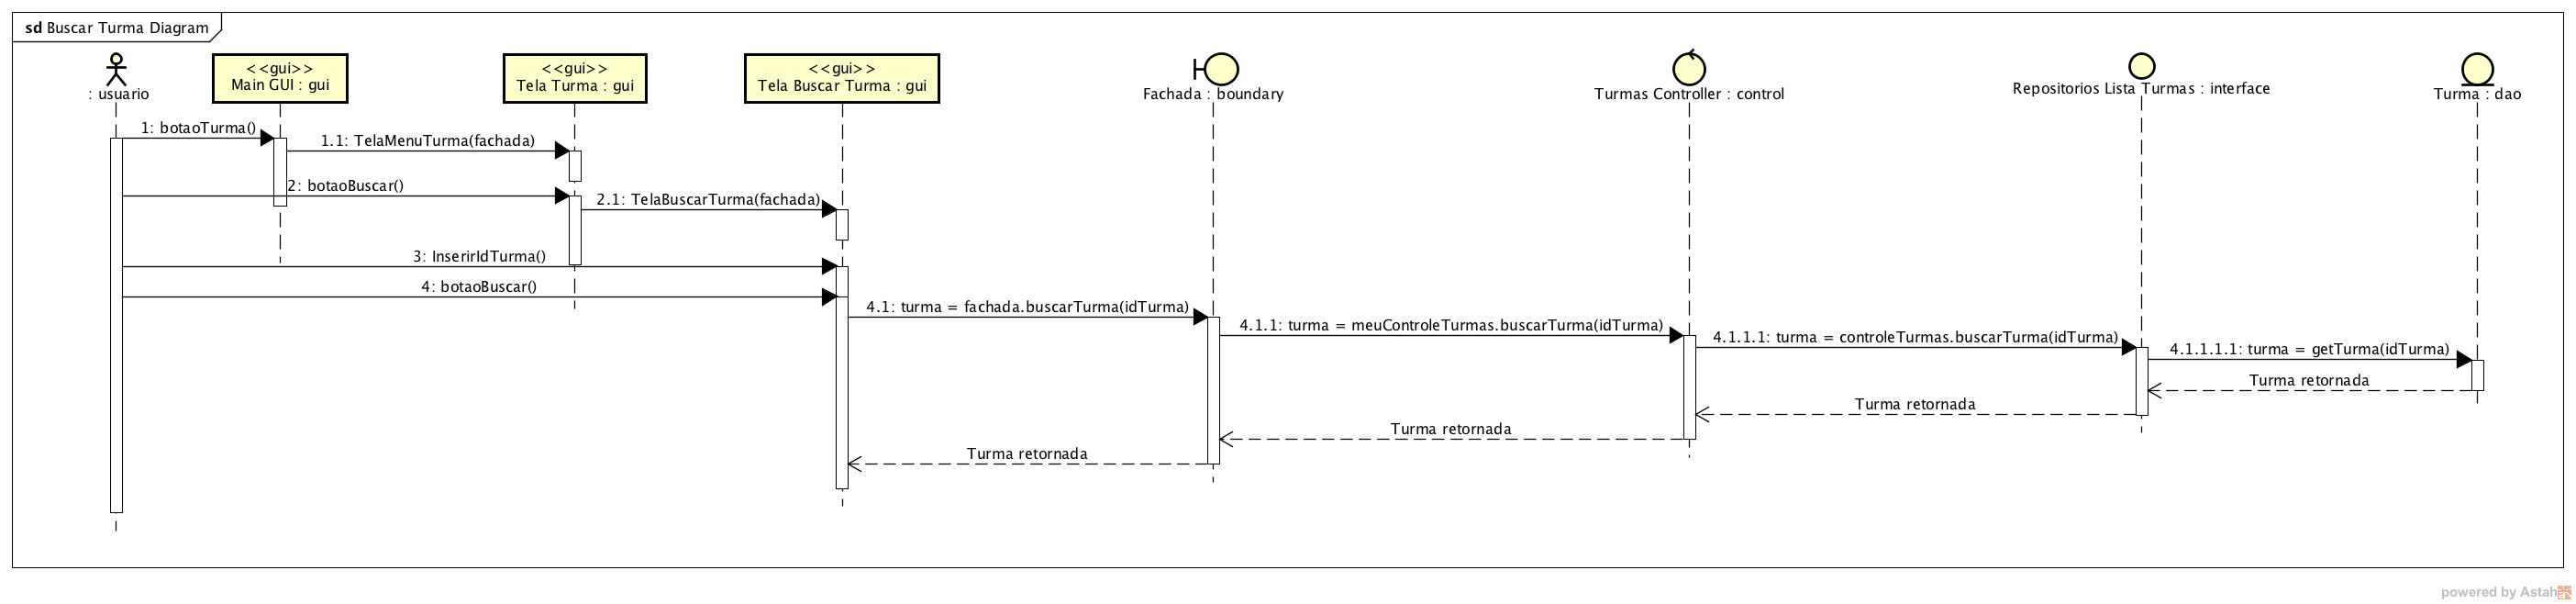 sd Buscar Turma Diagram
<<gui>>
Main GUI : gui
<<gui>>
Tela Turma : gui
<<gui>>
Tela Buscar Turma : gui
: usuario
Fachada : boundary
Turmas Controller : control
Repositorios Lista Turmas : interface
Turma : dao
1: botaoTurma()
1.1: TelaMenuTurma(fachada)
2: botaoBuscar()
2.1: TelaBuscarTurma(fachada)
3: InserirIdTurma()
4: botaoBuscar()
4.1: turma = fachada.buscarTurma(idTurma)
4.1.1: turma = meuControleTurmas.buscarTurma(idTurma)
4.1.1.1: turma = controleTurmas.buscarTurma(idTurma)
4.1.1.1.1: turma = getTurma(idTurma)
Turma retornada
Turma retornada
Turma retornada
Turma retornada
powered by Astah